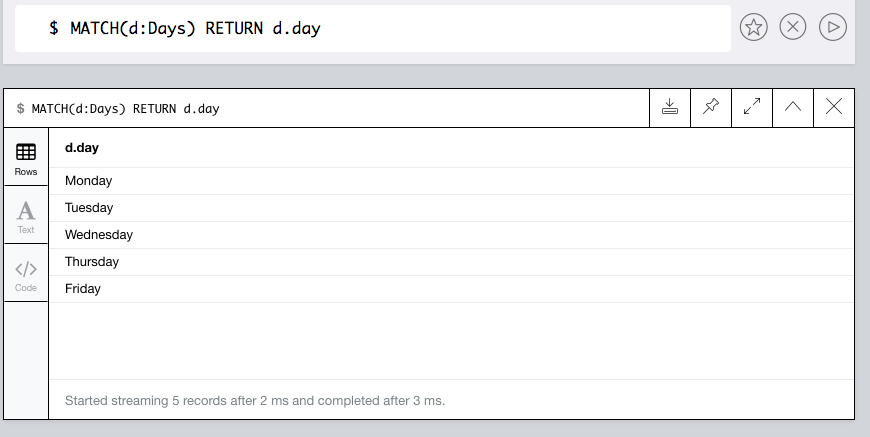 $ MATCH(d:Days) RETURN d.day
$ MATCH(d:Days) RETURN d.day
Rows
Text
Code
d.day
Monday
Tuesday
Wednesday
Thursday
Friday
Started streaming 5 records after 2 ms and completed after 3 ms.